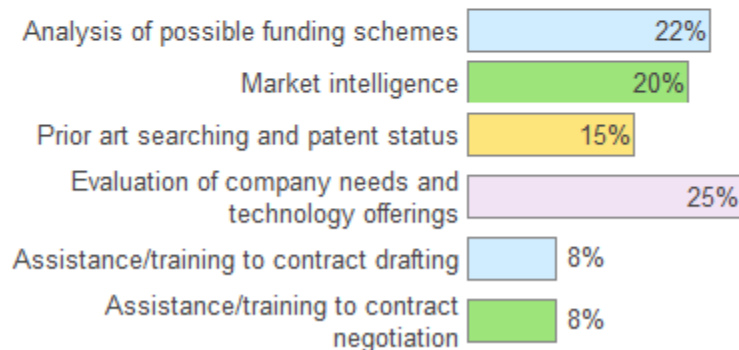 Analysis of possible funding schemes 22%
Market intelligence 20%
Prior art searching and patent status 15%
Evaluation of company needs and
technology offerings 25%
Assistance/training to contract drafting 8%
Assistance/training to contract
negotiation 8%